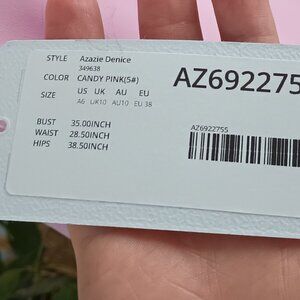 STYLE Azazie Denice
349638
COLOR CANDY PINK(5#)
SIZE US UK AU EU
A6 UK10 AU10 EU 38
BUST 35.00INCH
WAIST 28.50INCH
HIPS 38.50INCH
AZ6922755
AZ6922755